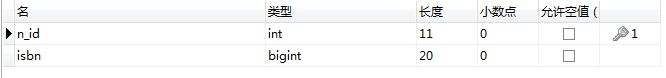 名 类型 长度 小数点 允许空值 (
n_id int 11 0 1
isbn bigint 20 0